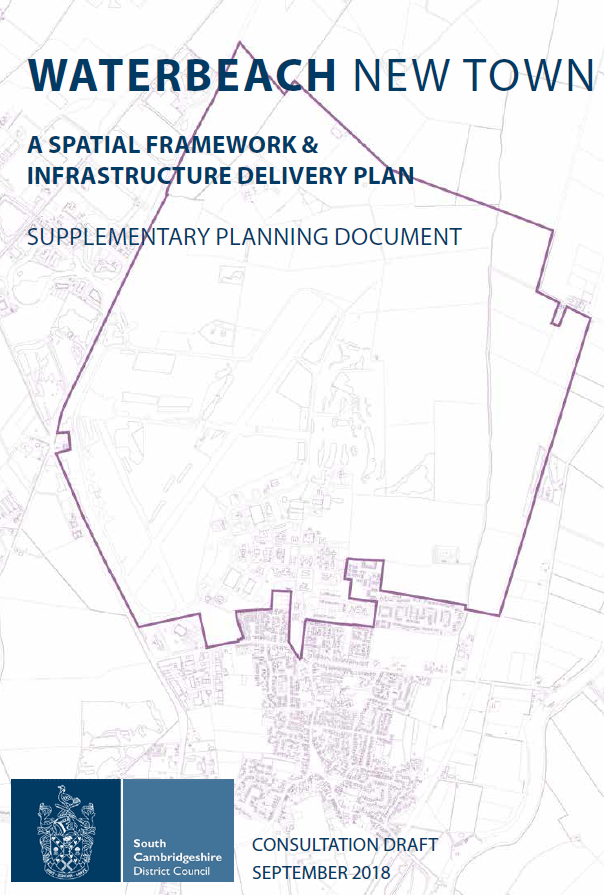 WATERBEACH NEW TOWN
A SPATIAL FRAMEWORK &
INFRASTRUCTURE DELIVERY PLAN
SUPPLEMENTARY PLANNING DOCUMENT
South
Cambridgeshire
District Council
CONSULTATION DRAFT
SEPTEMBER 2018